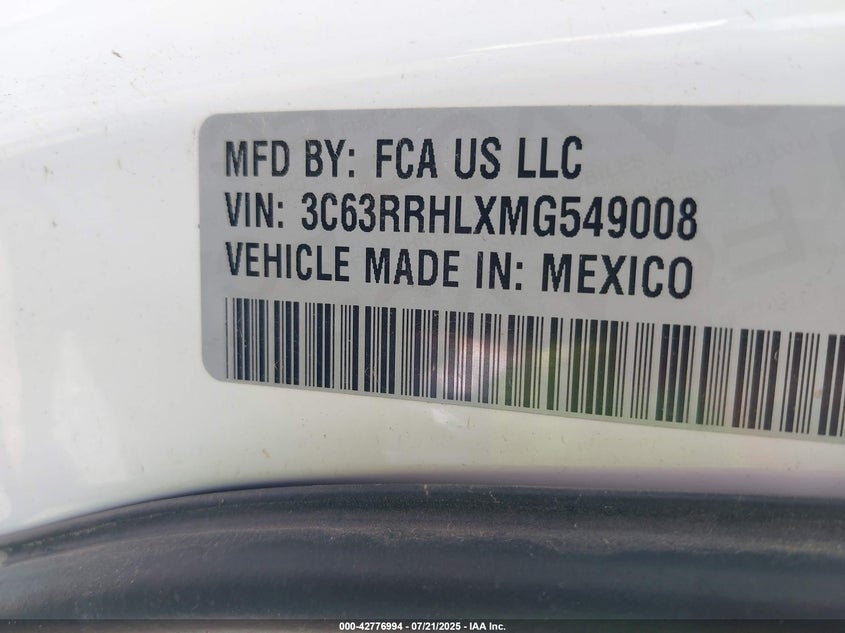 MFD BY: FCA US LLC
VIN: 3C63RRHLXMG549008
VEHICLE MADE IN: MEXICO
000-42776994 - 07/21/2025 - IAA Inc.